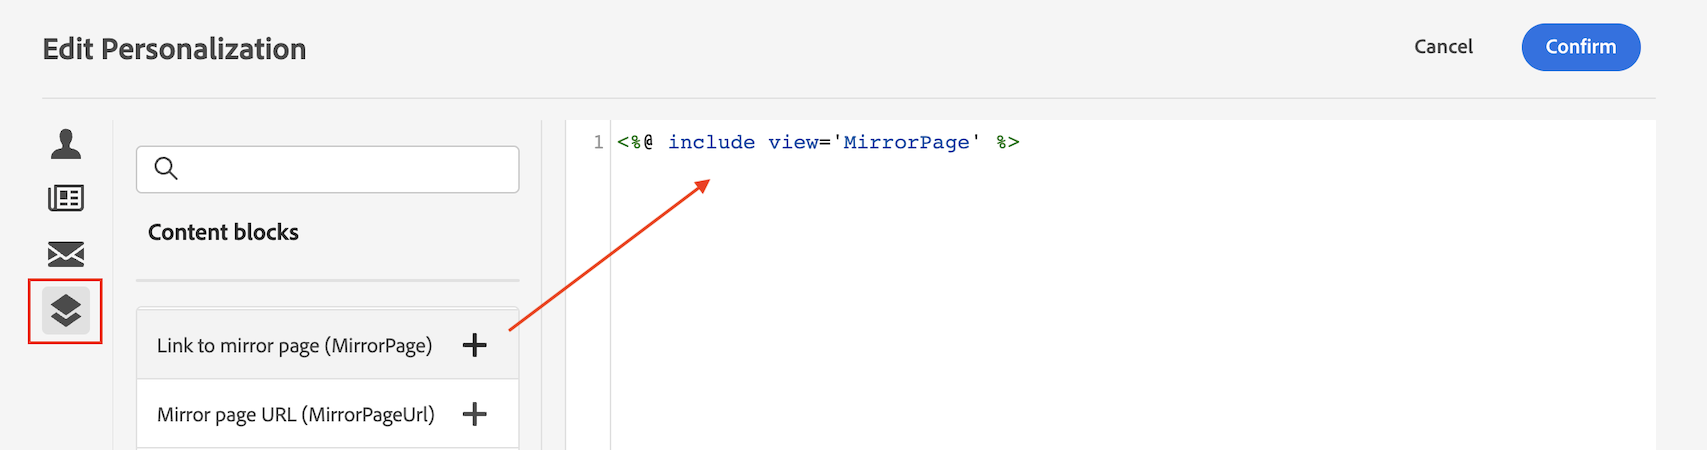 Edit Personalization
Cancel
Confirm
Content blocks
Link to mirror page (MirrorPage)
Mirror page URL (MirrorPageUrl)
1 <%@ include view='MirrorPage' %>